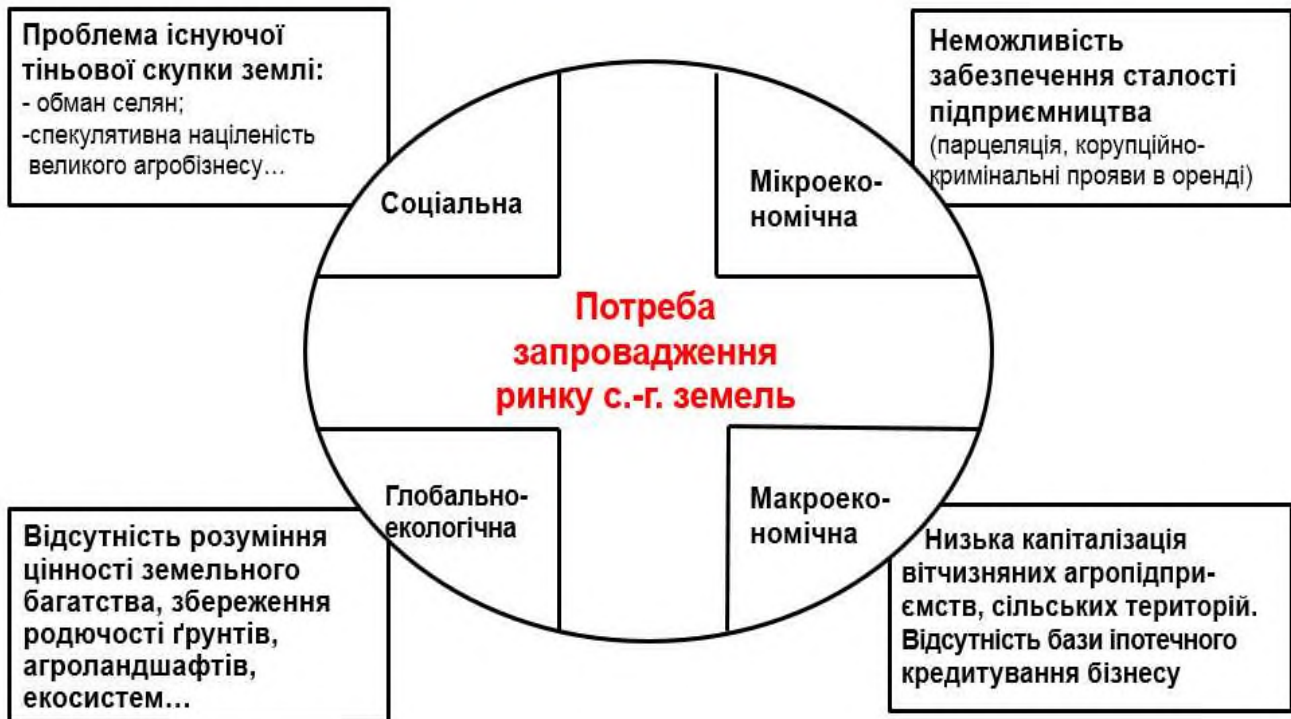 Проблема існуючої
тіньової скупки землі:
- обман селян;
-спекулятивна націленість
великого агробізнесу…
Неможливість
забезпечення сталості
підприємництва
(парцеляція, корупційно-
кримінальні прояви в оренді)
Соціальна
Мікроеко-
номічна
Потреба
запровадження
ринку с.-г. земель
Глобально-
екологічна
Макроеко-
номічна
Відсутність розуміння
цінності земельного
багатства, збереження
родючості ґрунтів,
агроландшафтів,
екосистем…
Низька капіталізація
вітчизняних агропідпри-
ємств, сільських територій.
Відсутність бази іпотечного
кредитування бізнесу